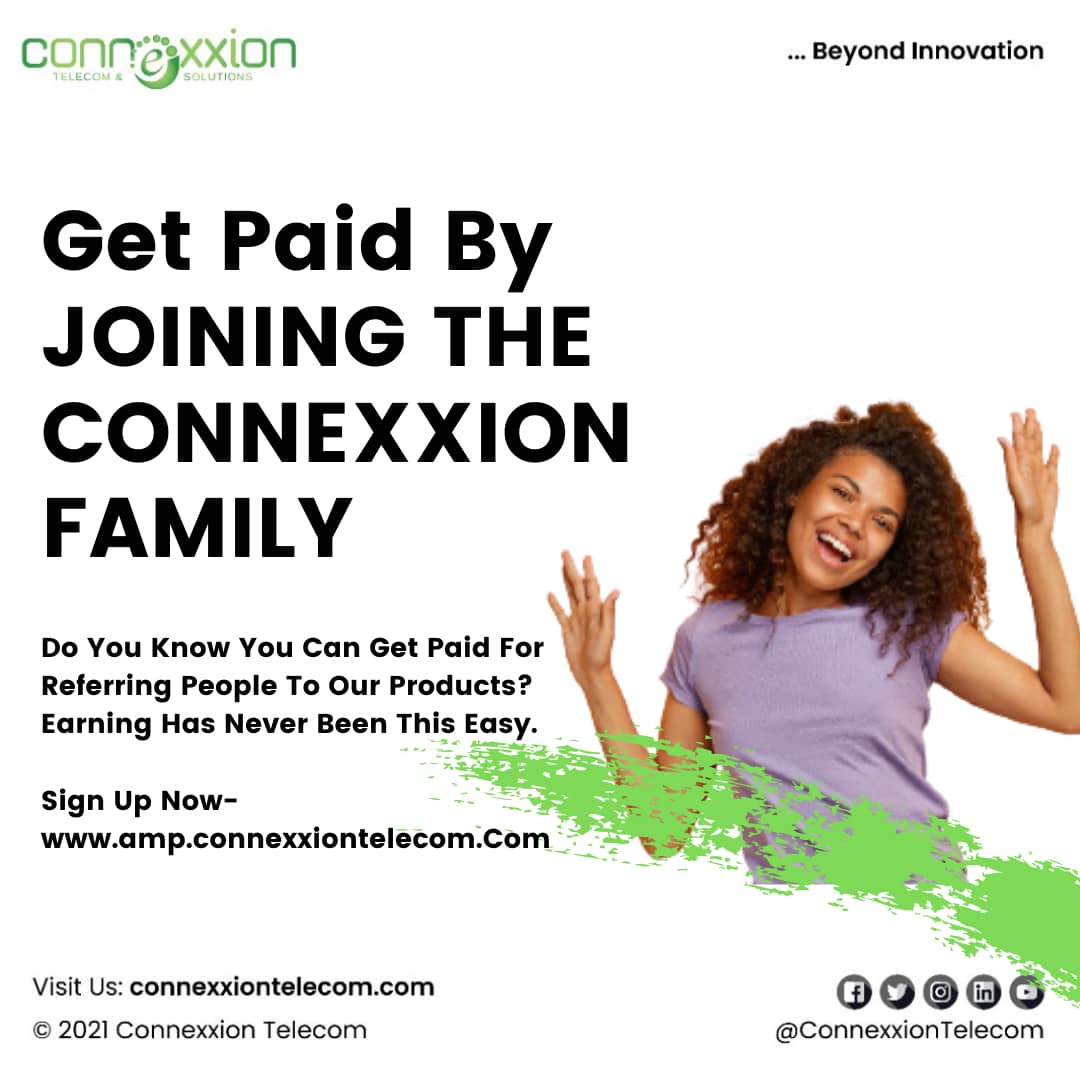 connexxion
TELECOM & SOLUTIONS
... Beyond Innovation
Get Paid By
JOINING THE
CONNEXXION
FAMILY
Do You Know You Can Get Paid For
Referring People To Our Products?
Earning Has Never Been This Easy.
Sign Up Now-
www.amp.connexxiontelecom.Com
Visit Us: connexxiontelecom.com
© 2021 Connexxion Telecom
@ConnexxionTelecom